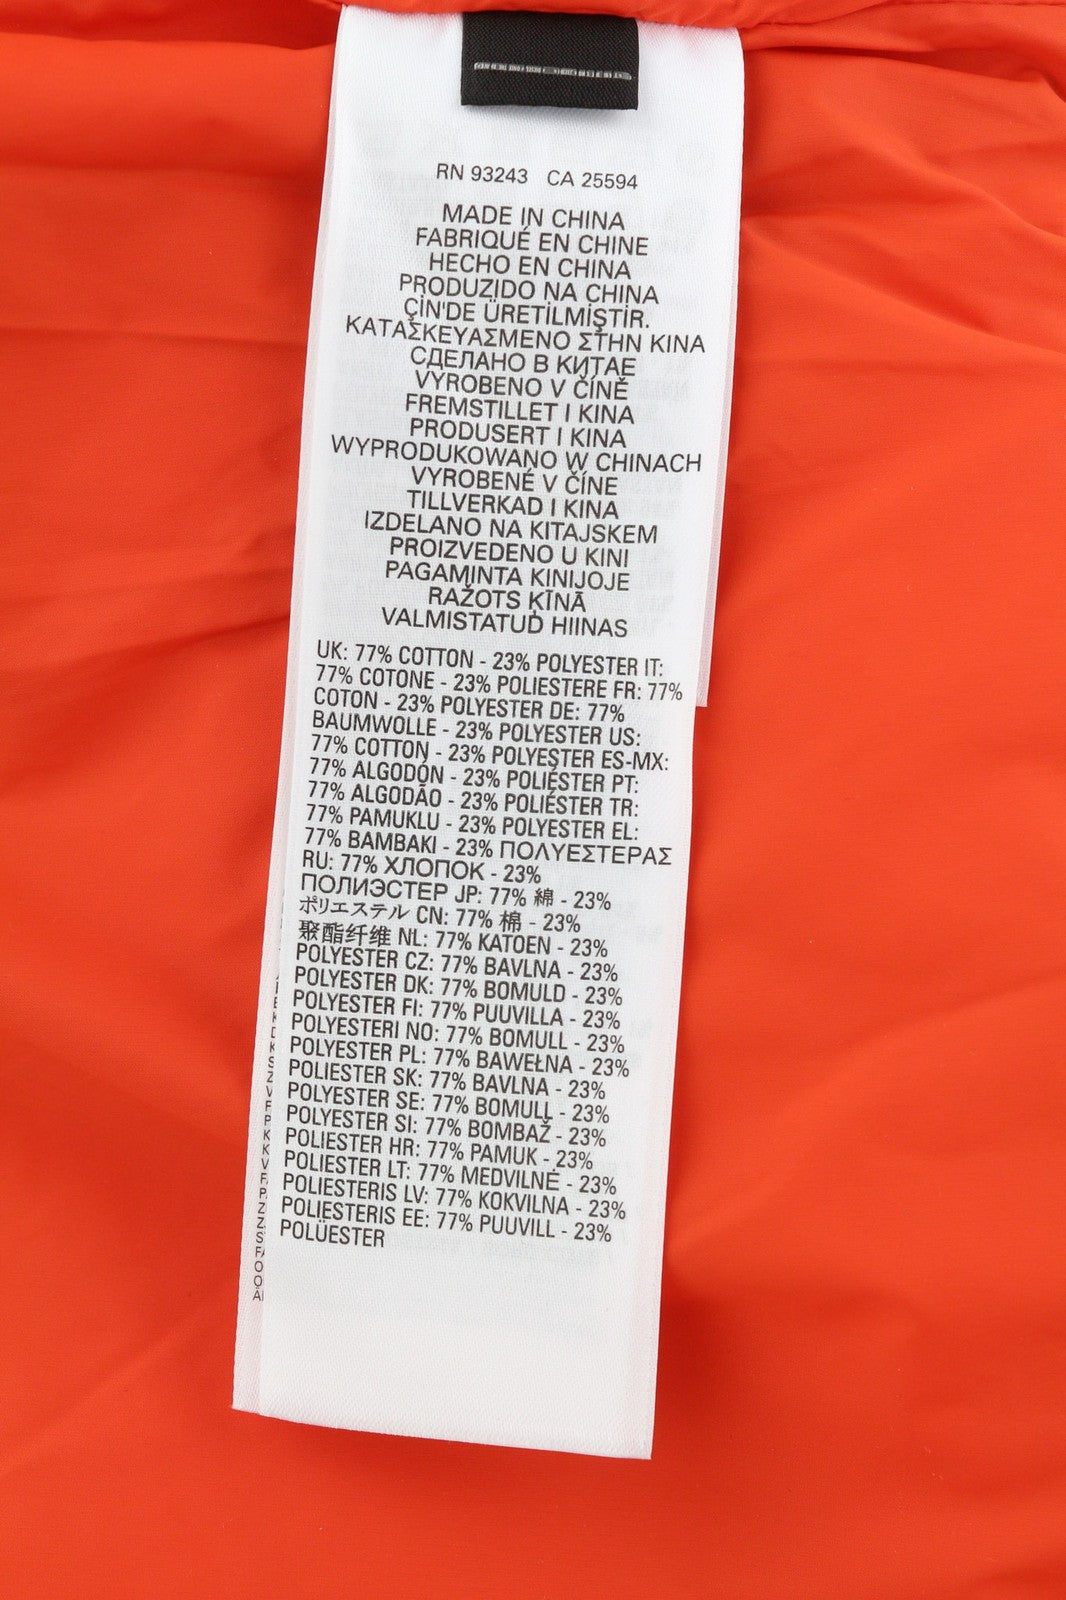 RN 93243 CA 25594
MADE IN CHINA
FABRIQUÉ EN CHINE
HECHO EN CHINA
PRODUZIDO NA CHINA
ÇİN'DE ÜRETİLMİŞTİR.
ΚΑΤΑΣΚΕΥΑΣΜΕΝΟ ΣΤΗΝ ΚΙΝΑ
СДЕЛАНО В КИТАЕ
VYROBENO V ČÍNĚ
FREMSTILLET I KINA
PRODUSERT I KINA
WYPRODUKOWANO W CHINACH
VYROBENÉ V ČÍNE
TILLVERKAD I KINA
IZDELANO NA KITAJSKEM
PROIZVEDENO U KINI
PAGAMINTA KINIJOJE
RAŽOTS ĶĪNĀ
VALMISTATUD HIINAS
UK: 77% COTTON - 23% POLYESTER IT:
77% COTONE - 23% POLIESTERE FR: 77%
COTON - 23% POLYESTER DE: 77%
BAUMWOLLE - 23% POLYESTER US:
77% COTTON - 23% POLYESTER ES-MX:
77% ALGODÓN - 23% POLIÉSTER PT:
77% ALGODÃO - 23% POLIÉSTER TR:
77% PAMUKLU - 23% POLYESTER EL:
77% ΒΑΜΒΑΚΙ - 23% ΠΟΛΥΕΣΤΕΡΑΣ
RU: 77% ХЛОПОК - 23%
ПОЛИЭСТЕР JP: 77% 綿 - 23%
ポリエステル CN: 77% 棉 - 23%
聚酯纤维 NL: 77% KATOEN - 23%
POLYESTER CZ: 77% BAVLNA - 23%
POLYESTER DK: 77% BOMULD - 23%
POLYESTER FI: 77% PUUVILLA - 23%
POLYESTERI NO: 77% BOMULL - 23%
POLYESTER PL: 77% BAWEŁNA - 23%
POLIESTER SK: 77% BAVLNA - 23%
POLYESTER SE: 77% BOMULL - 23%
POLYESTER SI: 77% BOMBAŽ - 23%
POLIESTER HR: 77% PAMUK - 23%
POLIESTER LT: 77% MEDVILNĖ - 23%
POLIESTERIS LV: 77% KOKVILNA - 23%
POLIESTERIS EE: 77% PUUVILL - 23%
POLÜESTER